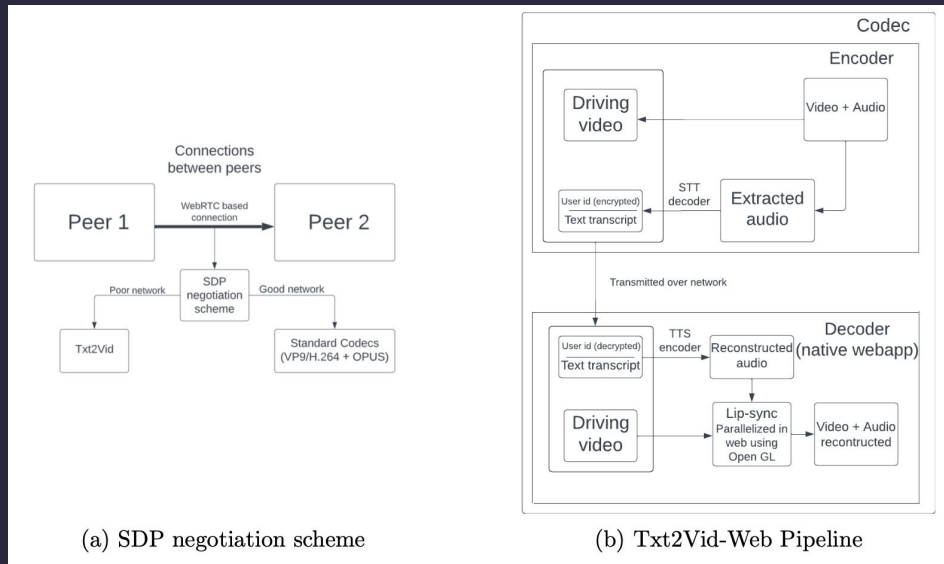 Connections
between peers
Peer 1
WebRTC based
connection
Peer 2
SDP
negotiation
scheme
Poor network
Good network
Txt2Vid
Standard Codecs
(VP9/H.264 + OPUS)
(a) SDP negotiation scheme
Codec
Encoder
Driving
video
Video + Audio
User id (encrypted)
Text transcript
STT
decoder
Extracted
audio
Transmitted over network
Decoder
(native webapp)
User id (decrypted)
Text transcript
TTS
encoder
Reconstructed
audio
Driving
video
Lip-sync
Parallelized in
web using
Open GL
Video + Audio
recontructed
(b) Txt2Vid-Web Pipeline